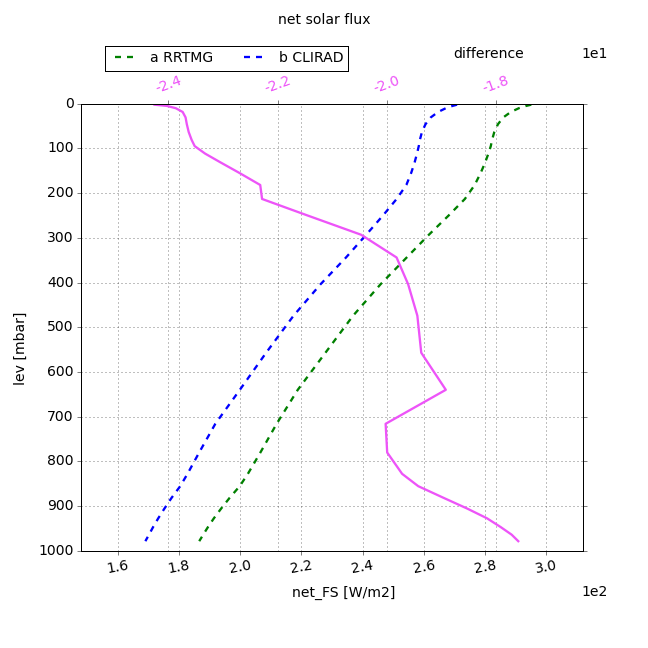 net solar flux
a RRTMG b CLIRAD difference 1e1
-2.4 -2.2 -2.0 -1.8
0
100
200
300
400
500
600
700
800
900
1000
lev [mbar]
1.6 1.8 2.0 2.2 2.4 2.6 2.8 3.0
net_FS [W/m2] 1e2